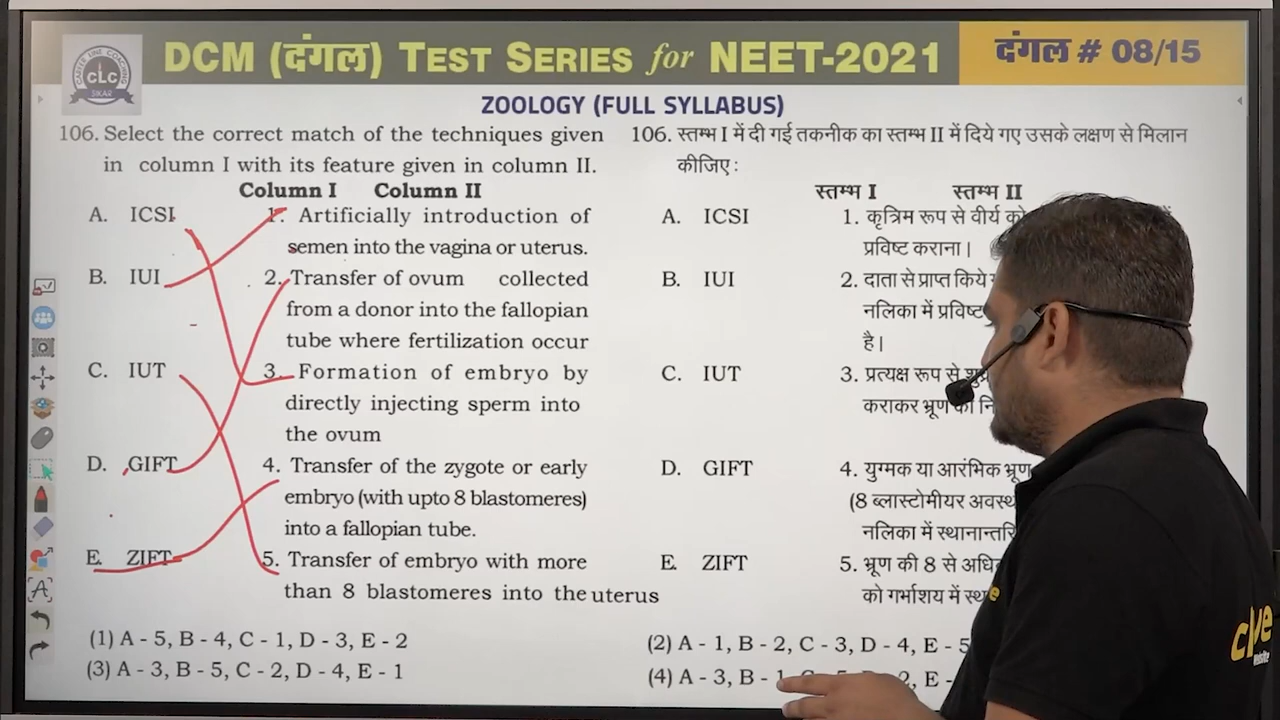 DCM (दंगल) TEST SERIES for NEET-2021
दंगल # 08/15
CLC
SIKAR
ZOOLOGY (FULL SYLLABUS)
106. Select the correct match of the techniques given
in column I with its feature given in column II.
Column I Column II
A. ICSI 1. Artificially introduction of
semen into the vagina or uterus.
B. IUI 2. Transfer of ovum collected
from a donor into the fallopian
tube where fertilization occur
C. IUT 3. Formation of embryo by
directly injecting sperm into
the ovum
D. GIFT 4. Transfer of the zygote or early
embryo (with upto 8 blastomeres)
into a fallopian tube.
E. ZIFT 5. Transfer of embryo with more
than 8 blastomeres into the uterus
(1) A - 5, B - 4, C - 1, D - 3, E - 2
(3) A - 3, B - 5, C - 2, D - 4, E - 1
106. स्तम्भ I में दी गई तकनीक का स्तम्भ II में दिये गए उसके लक्षण से मिलान
कीजिए :
स्तम्भ I स्तम्भ II
A. ICSI 1. कृत्रिम रूप से वीर्य को
प्रविष्ट कराना।
B. IUI 2. दाता से प्राप्त किये
नलिका में प्रविष्ट
है।
C. IUT 3. प्रत्यक्ष रूप से
कराकर भ्रूण का
D. GIFT 4. युग्मक या आरंभिक भ्रूण
(8 ब्लास्टोमीयर
नलिका में
E. ZIFT 5. भ्रूण की 8 से
को गर्भाशय में
(2) A - 1, B - 2, C - 3, D - 4, E - 5
(4) A - 3, B - 1, 2, E -